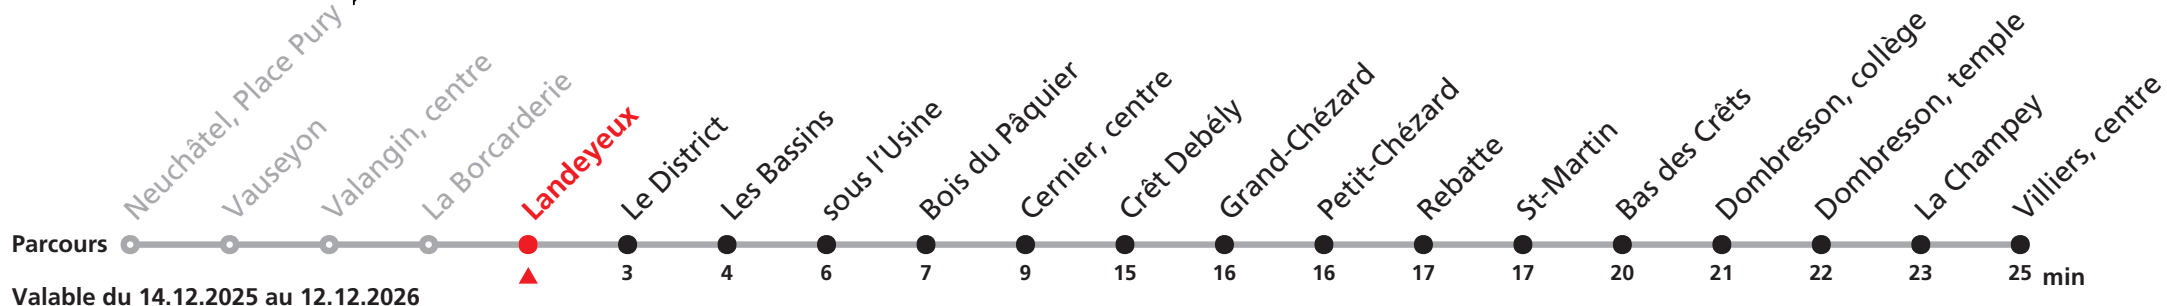 Neuchâtel, Place Pury
Vauseyon
Valangin, centre
La Borcarderie
Landeyeux
Le District
Les Bassins
sous l'Usine
Bois du Pâquier
Cernier, centre
Crêt Debély
Grand-Chézard
Petit-Chézard
Rebatte
St-Martin
Bas des Crêts
Dombresson, collège
Dombresson, temple
La Champey
Villiers, centre
Parcours
3 4 6 7 9 15 16 16 17 17 20 21 22 23 25 min
Valable du 14.12.2025 au 12.12.2026